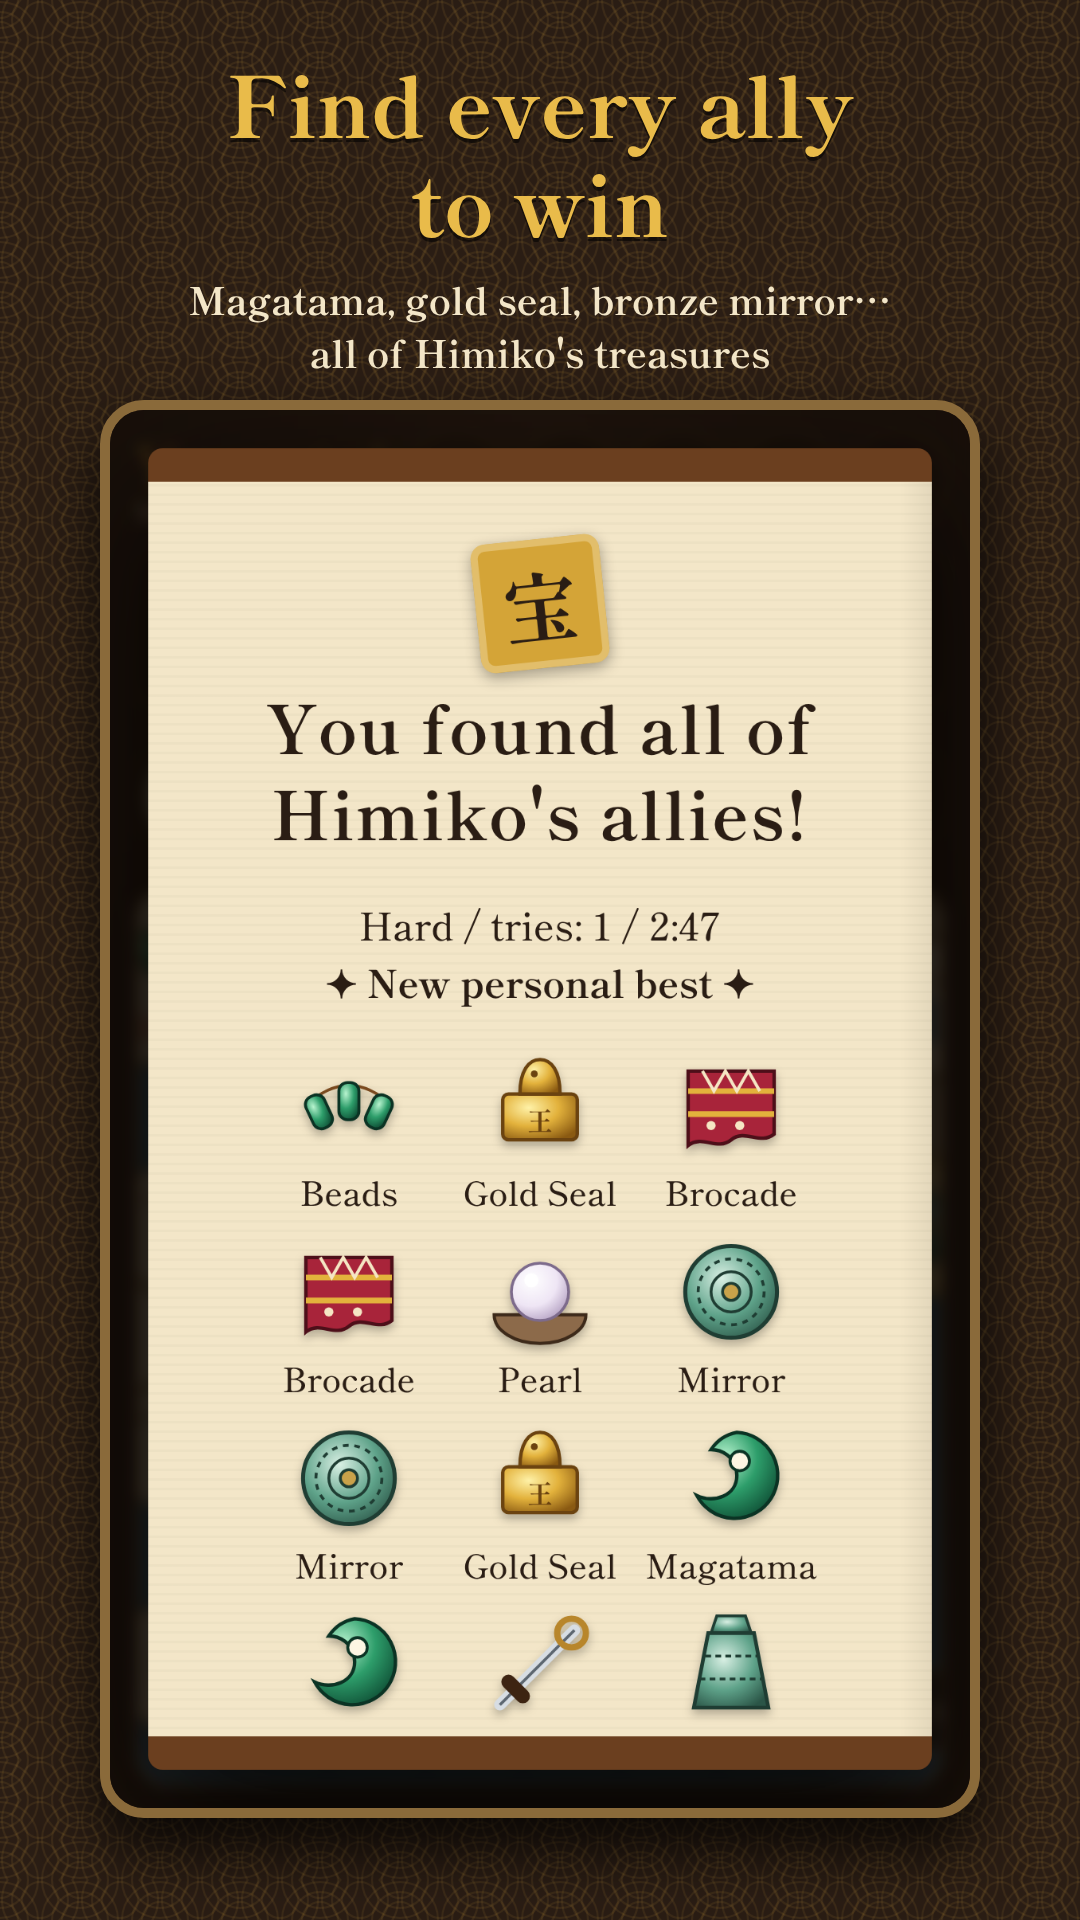 Find every ally
to win
Magatama, gold seal, bronze mirror…
all of Himiko's treasures
宝
You found all of
Himiko's allies!
Hard / tries: 1 / 2:47
✦ New personal best ✦
王
Beads Gold Seal Brocade
Brocade Pearl Mirror
王
Mirror Gold Seal Magatama